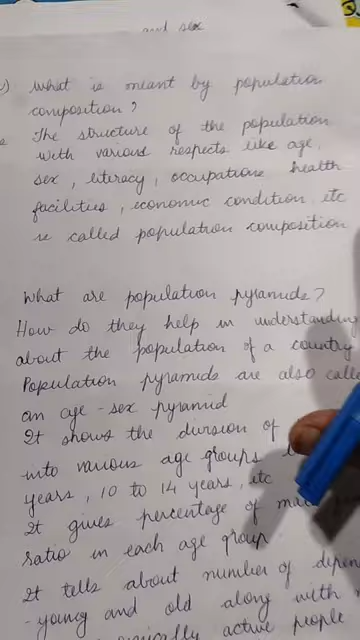 and sex
What is meant by population
composition?
The structure of the population
with various respects like age,
sex, literacy, occupations, health
facilities, economic condition etc
is called population composition
What are population pyramids?
How do they help in understanding
about the population of a country
Population pyramids are also calle
an age-sex pyramid
It shows the division of
into various age groups
years, 10 to 14 years, etc
It gives percentage of
ratio in each age group.
It tells about number of depen
-young and old along with
active people